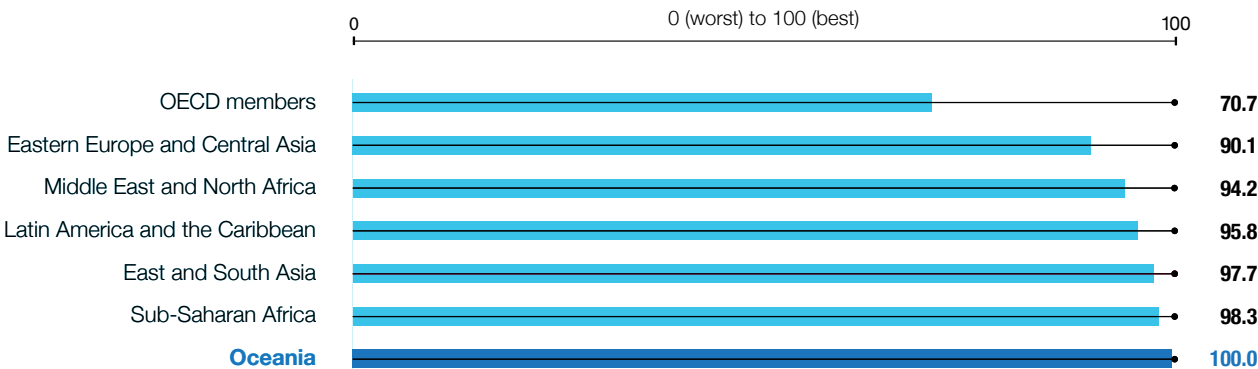 0 (worst) to 100 (best)
0 100
OECD members 70.7
Eastern Europe and Central Asia 90.1
Middle East and North Africa 94.2
Latin America and the Caribbean 95.8
East and South Asia 97.7
Sub-Saharan Africa 98.3
Oceania 100.0